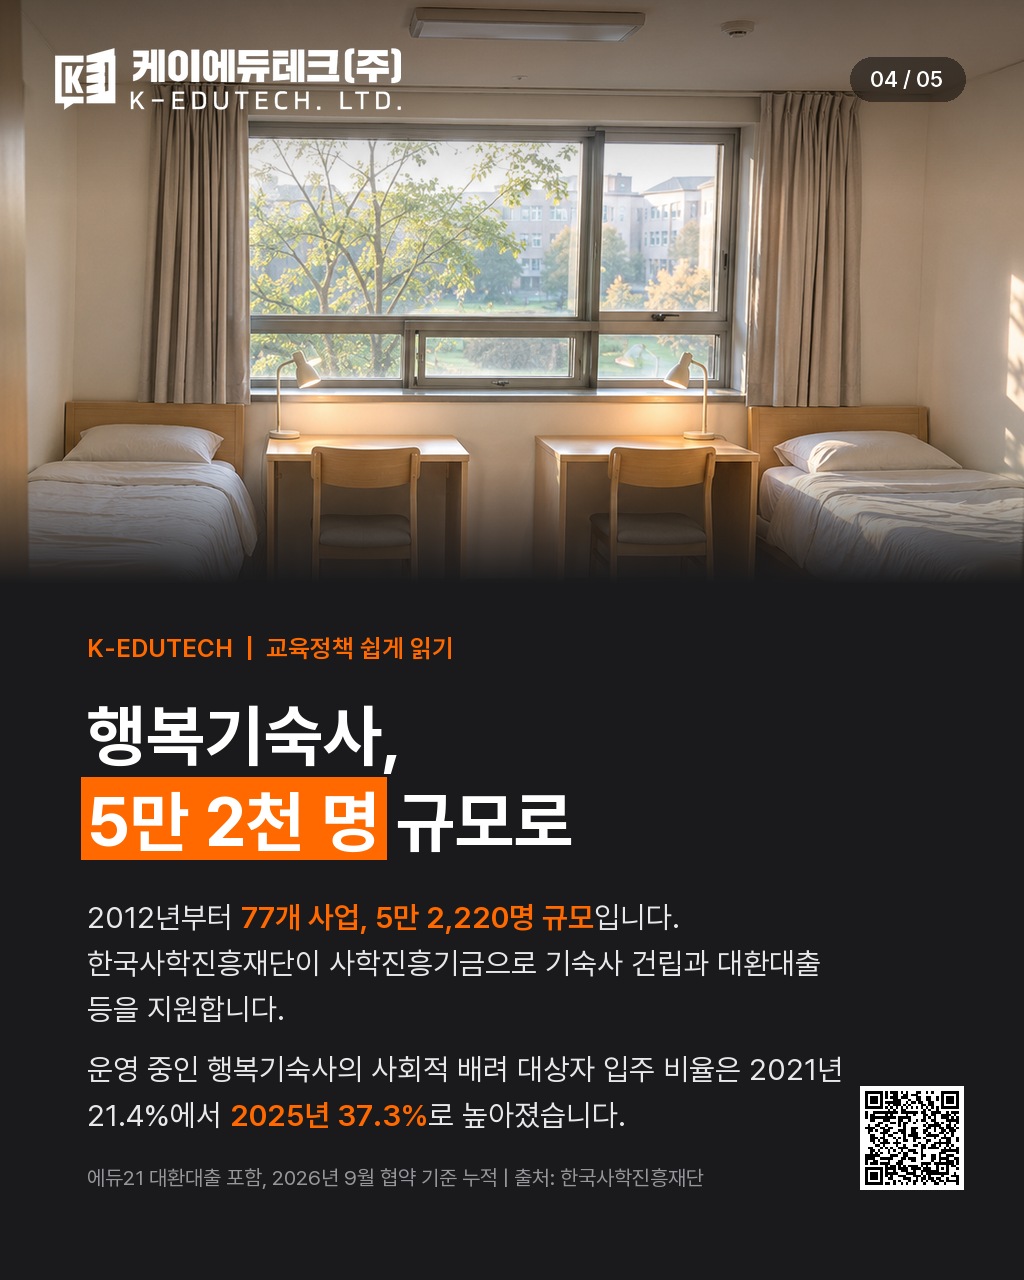 케이에듀테크(주)
K-EDUTECH. LTD.
04 / 05
K-EDUTECH | 교육정책 쉽게 읽기
행복기숙사,
5만 2천 명 규모로
2012년부터 77개 사업, 5만 2,220명 규모입니다.
한국사학진흥재단이 사학진흥기금으로 기숙사 건립과 대환대출
등을 지원합니다.
운영 중인 행복기숙사의 사회적 배려 대상자 입주 비율은 2021년
21.4%에서 2025년 37.3%로 높아졌습니다.
에듀21 대환대출 포함, 2026년 9월 협약 기준 누적 | 출처: 한국사학진흥재단